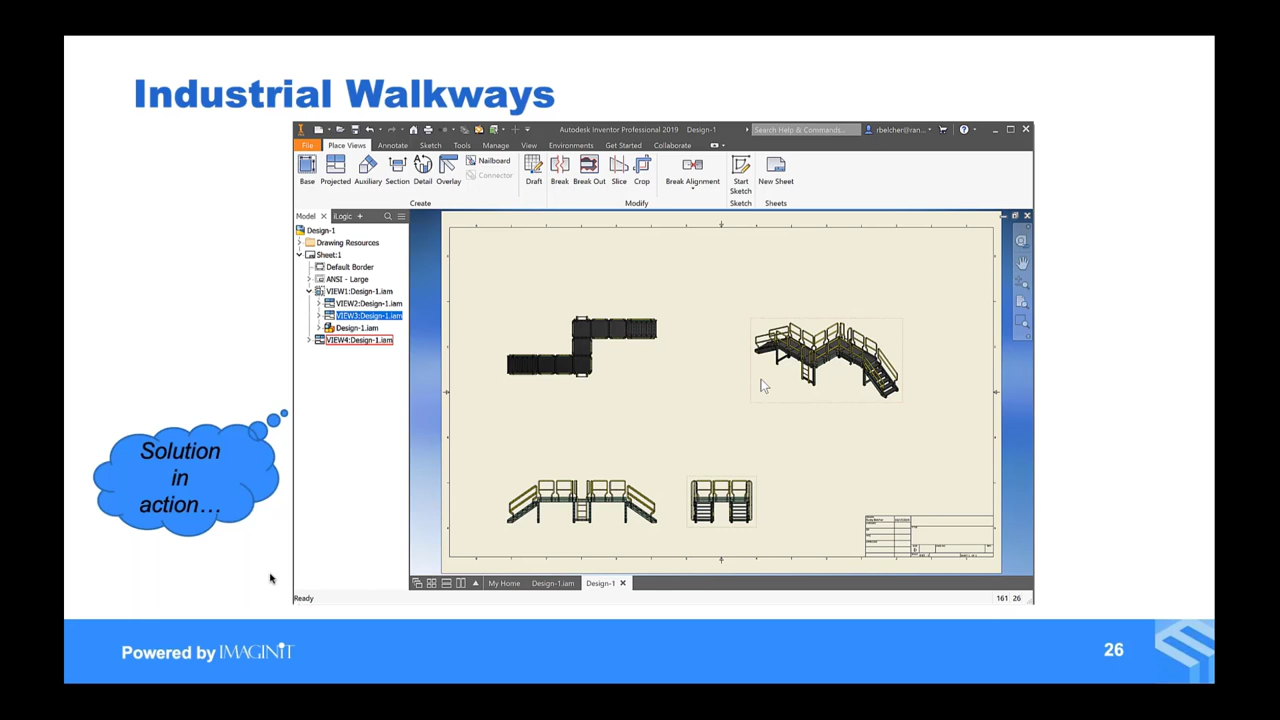 Industrial Walkways
Autodesk Inventor Professional 2019 Design-1
Search Help & Commands...
rbelcher@ran...
File Place Views Annotate Sketch Tools Manage View Environments Get Started Collaborate
Base Projected Auxiliary Section Detail Overlay
Nailboard
Connector
Draft Break Break Out Slice Crop Break Alignment Start Sketch New Sheet
Create Modify Sketch Sheets
Model iLogic
Design-1
Drawing Resources
Sheet:1
Default Border
ANSI - Large
VIEW1:Design-1.iam
VIEW2:Design-1.iam
VIEW3:Design-1.iam
Design-1.iam
VIEW4:Design-1.iam
Solution
in
action...
My Home Design-1.iam Design-1
Ready 161 26
Powered by IMAGINiT 26